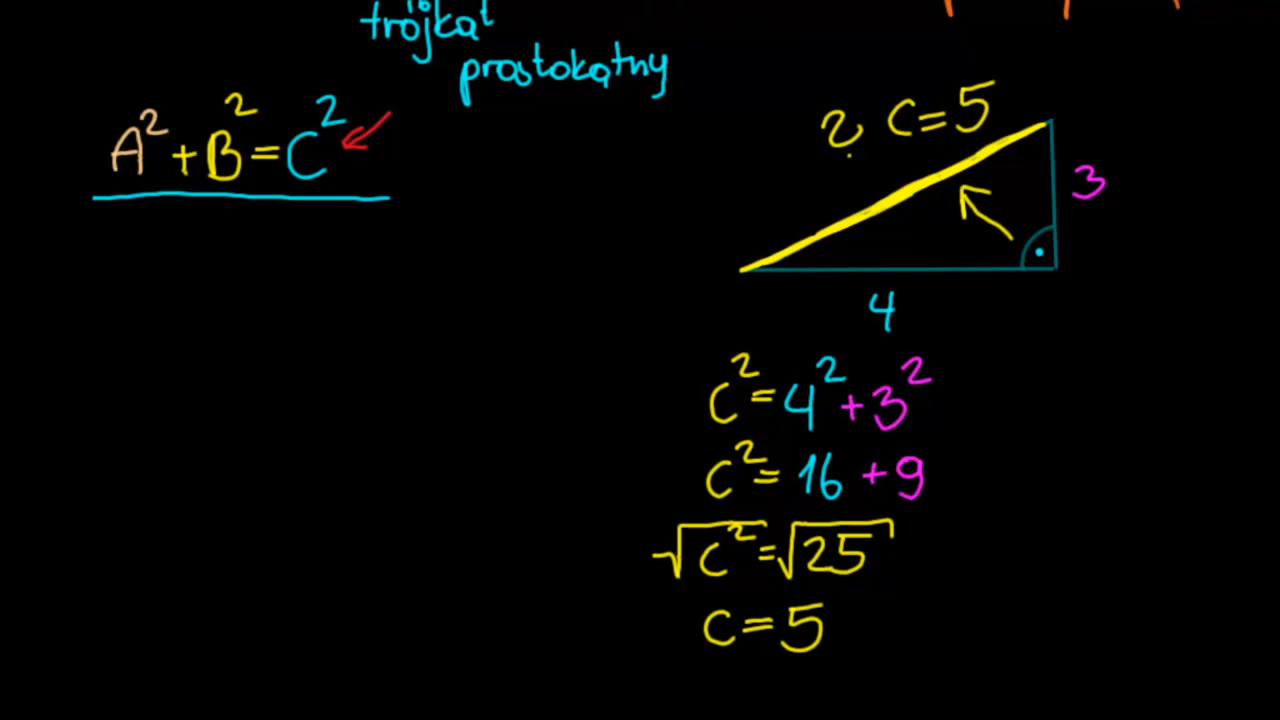 trójkąt
prostokątny
A² + B² = C²
? C = 5
3
4
C² = 4² + 3²
C² = 16 + 9
√C² = √25
C = 5